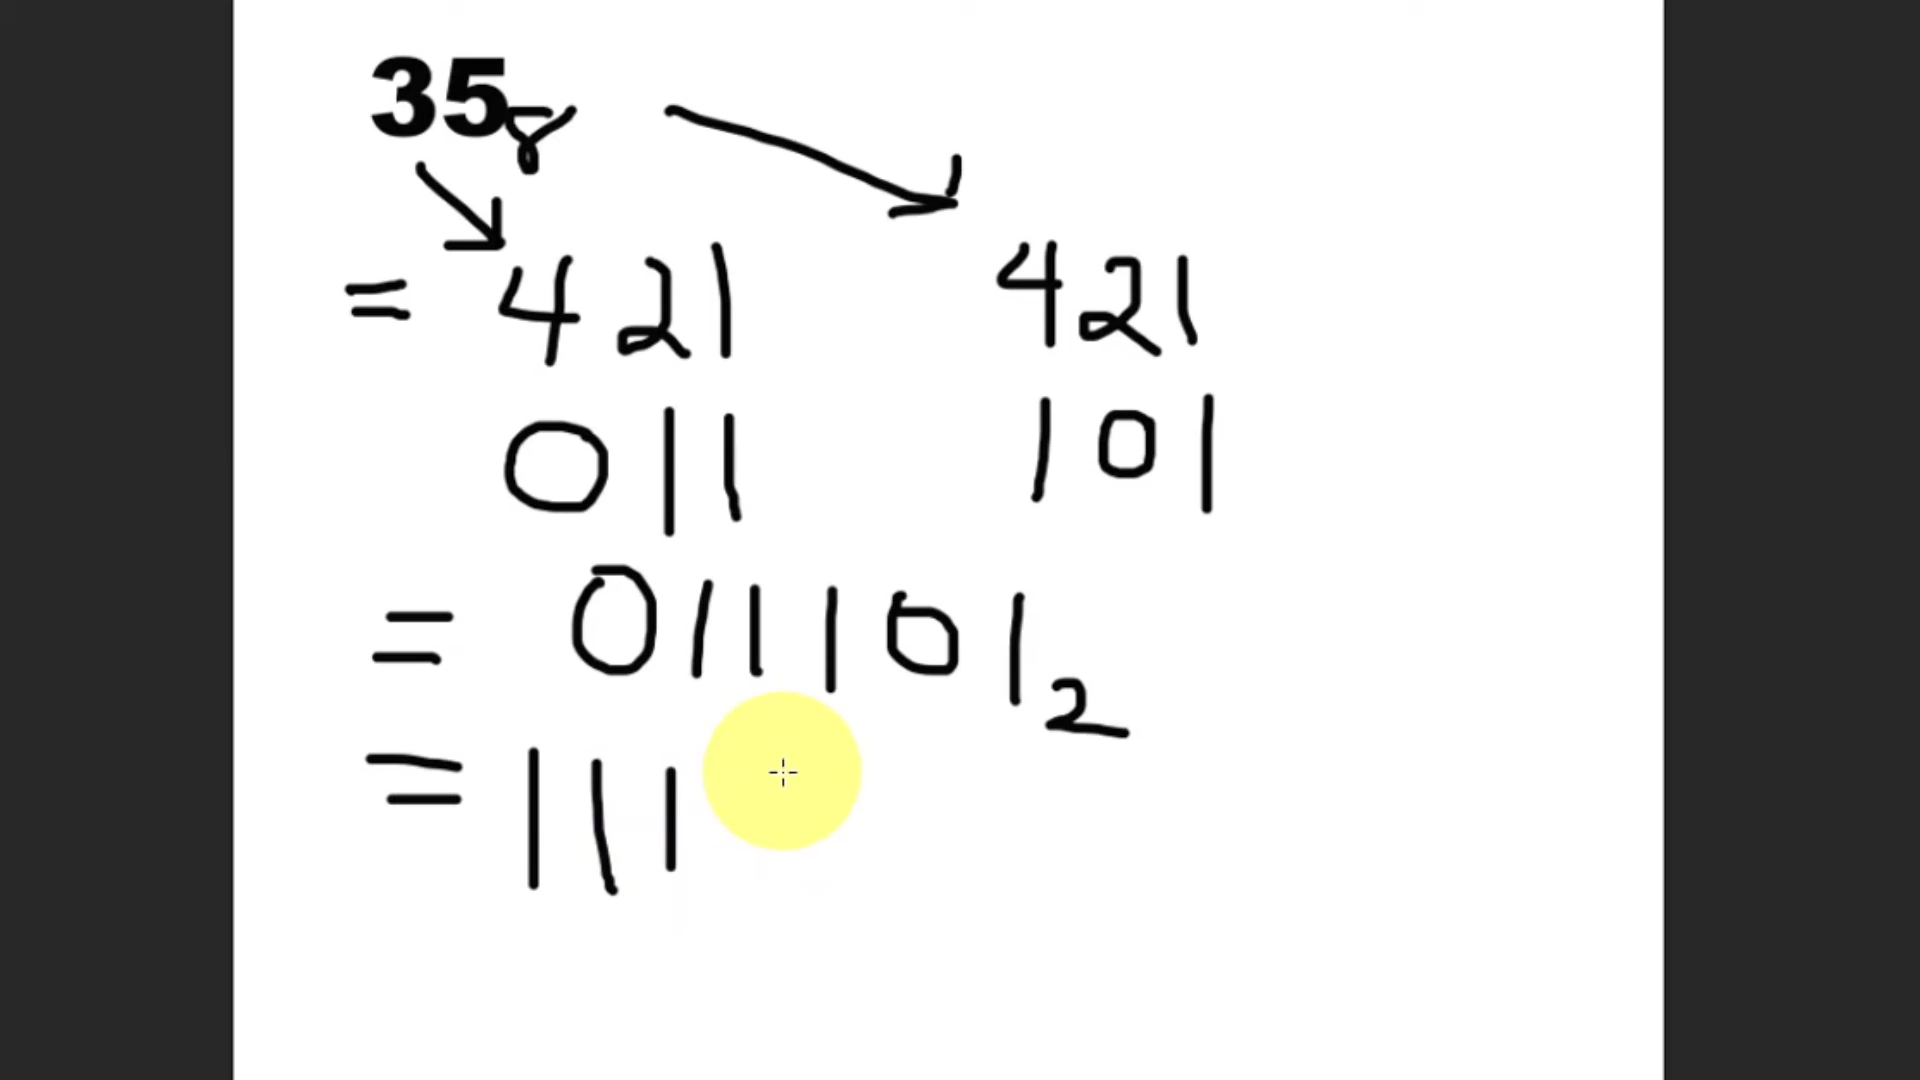 35₈
= 421 421
011 101
= 011101₂
= 111